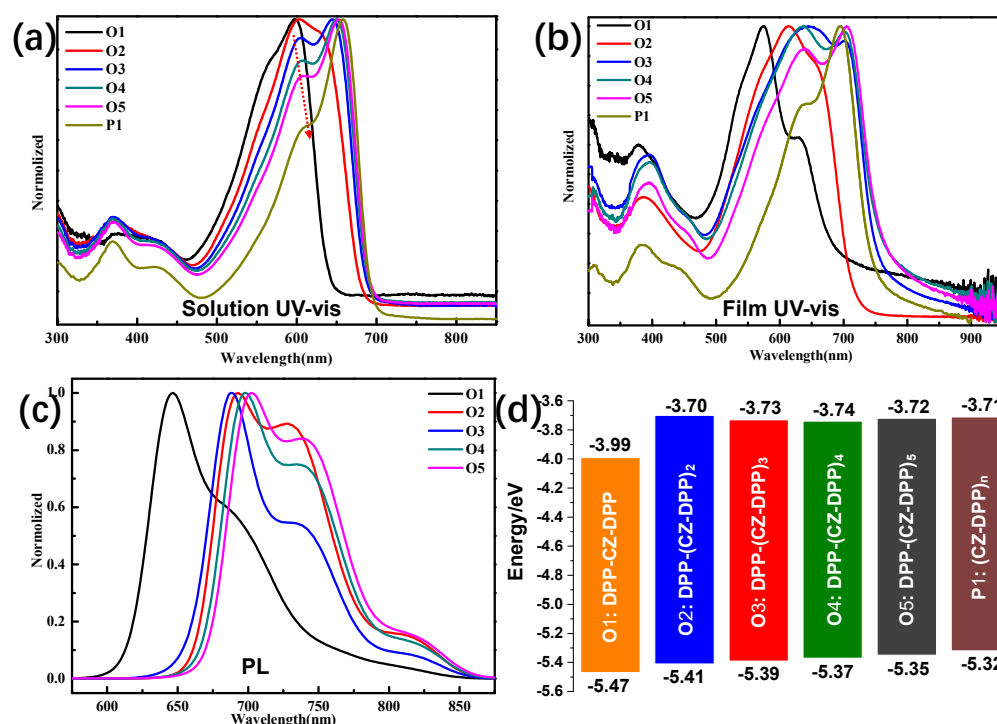 (a)
O1
O2
O3
O4
O5
P1
Normolized
Solution UV-vis
300 400 500 600 700 800
Wavelength(nm)
(b)
O1
O2
O3
O4
O5
P1
Normolized
Film UV-vis
300 400 500 600 700 800 900
Wavelength(nm)
(c)
O1
O2
O3
O4
O5
1.0
0.8
0.6
0.4
0.2
0.0
Normolized
PL
600 650 700 750 800 850
Wavelength(nm)
(d)
-3.6
-3.8
-4.0
-4.2
-4.4
-4.6
-4.8
-5.0
-5.2
-5.4
-5.6
Energy/eV
-3.99
-3.70
-3.73
-3.74
-3.72
-3.71
O1: DPP-CZ-DPP
O2: DPP-(CZ-DPP)2
O3: DPP-(CZ-DPP)3
O4: DPP-(CZ-DPP)4
O5: DPP-(CZ-DPP)5
P1: (CZ-DPP)n
-5.47
-5.41
-5.39
-5.37
-5.35
-5.32